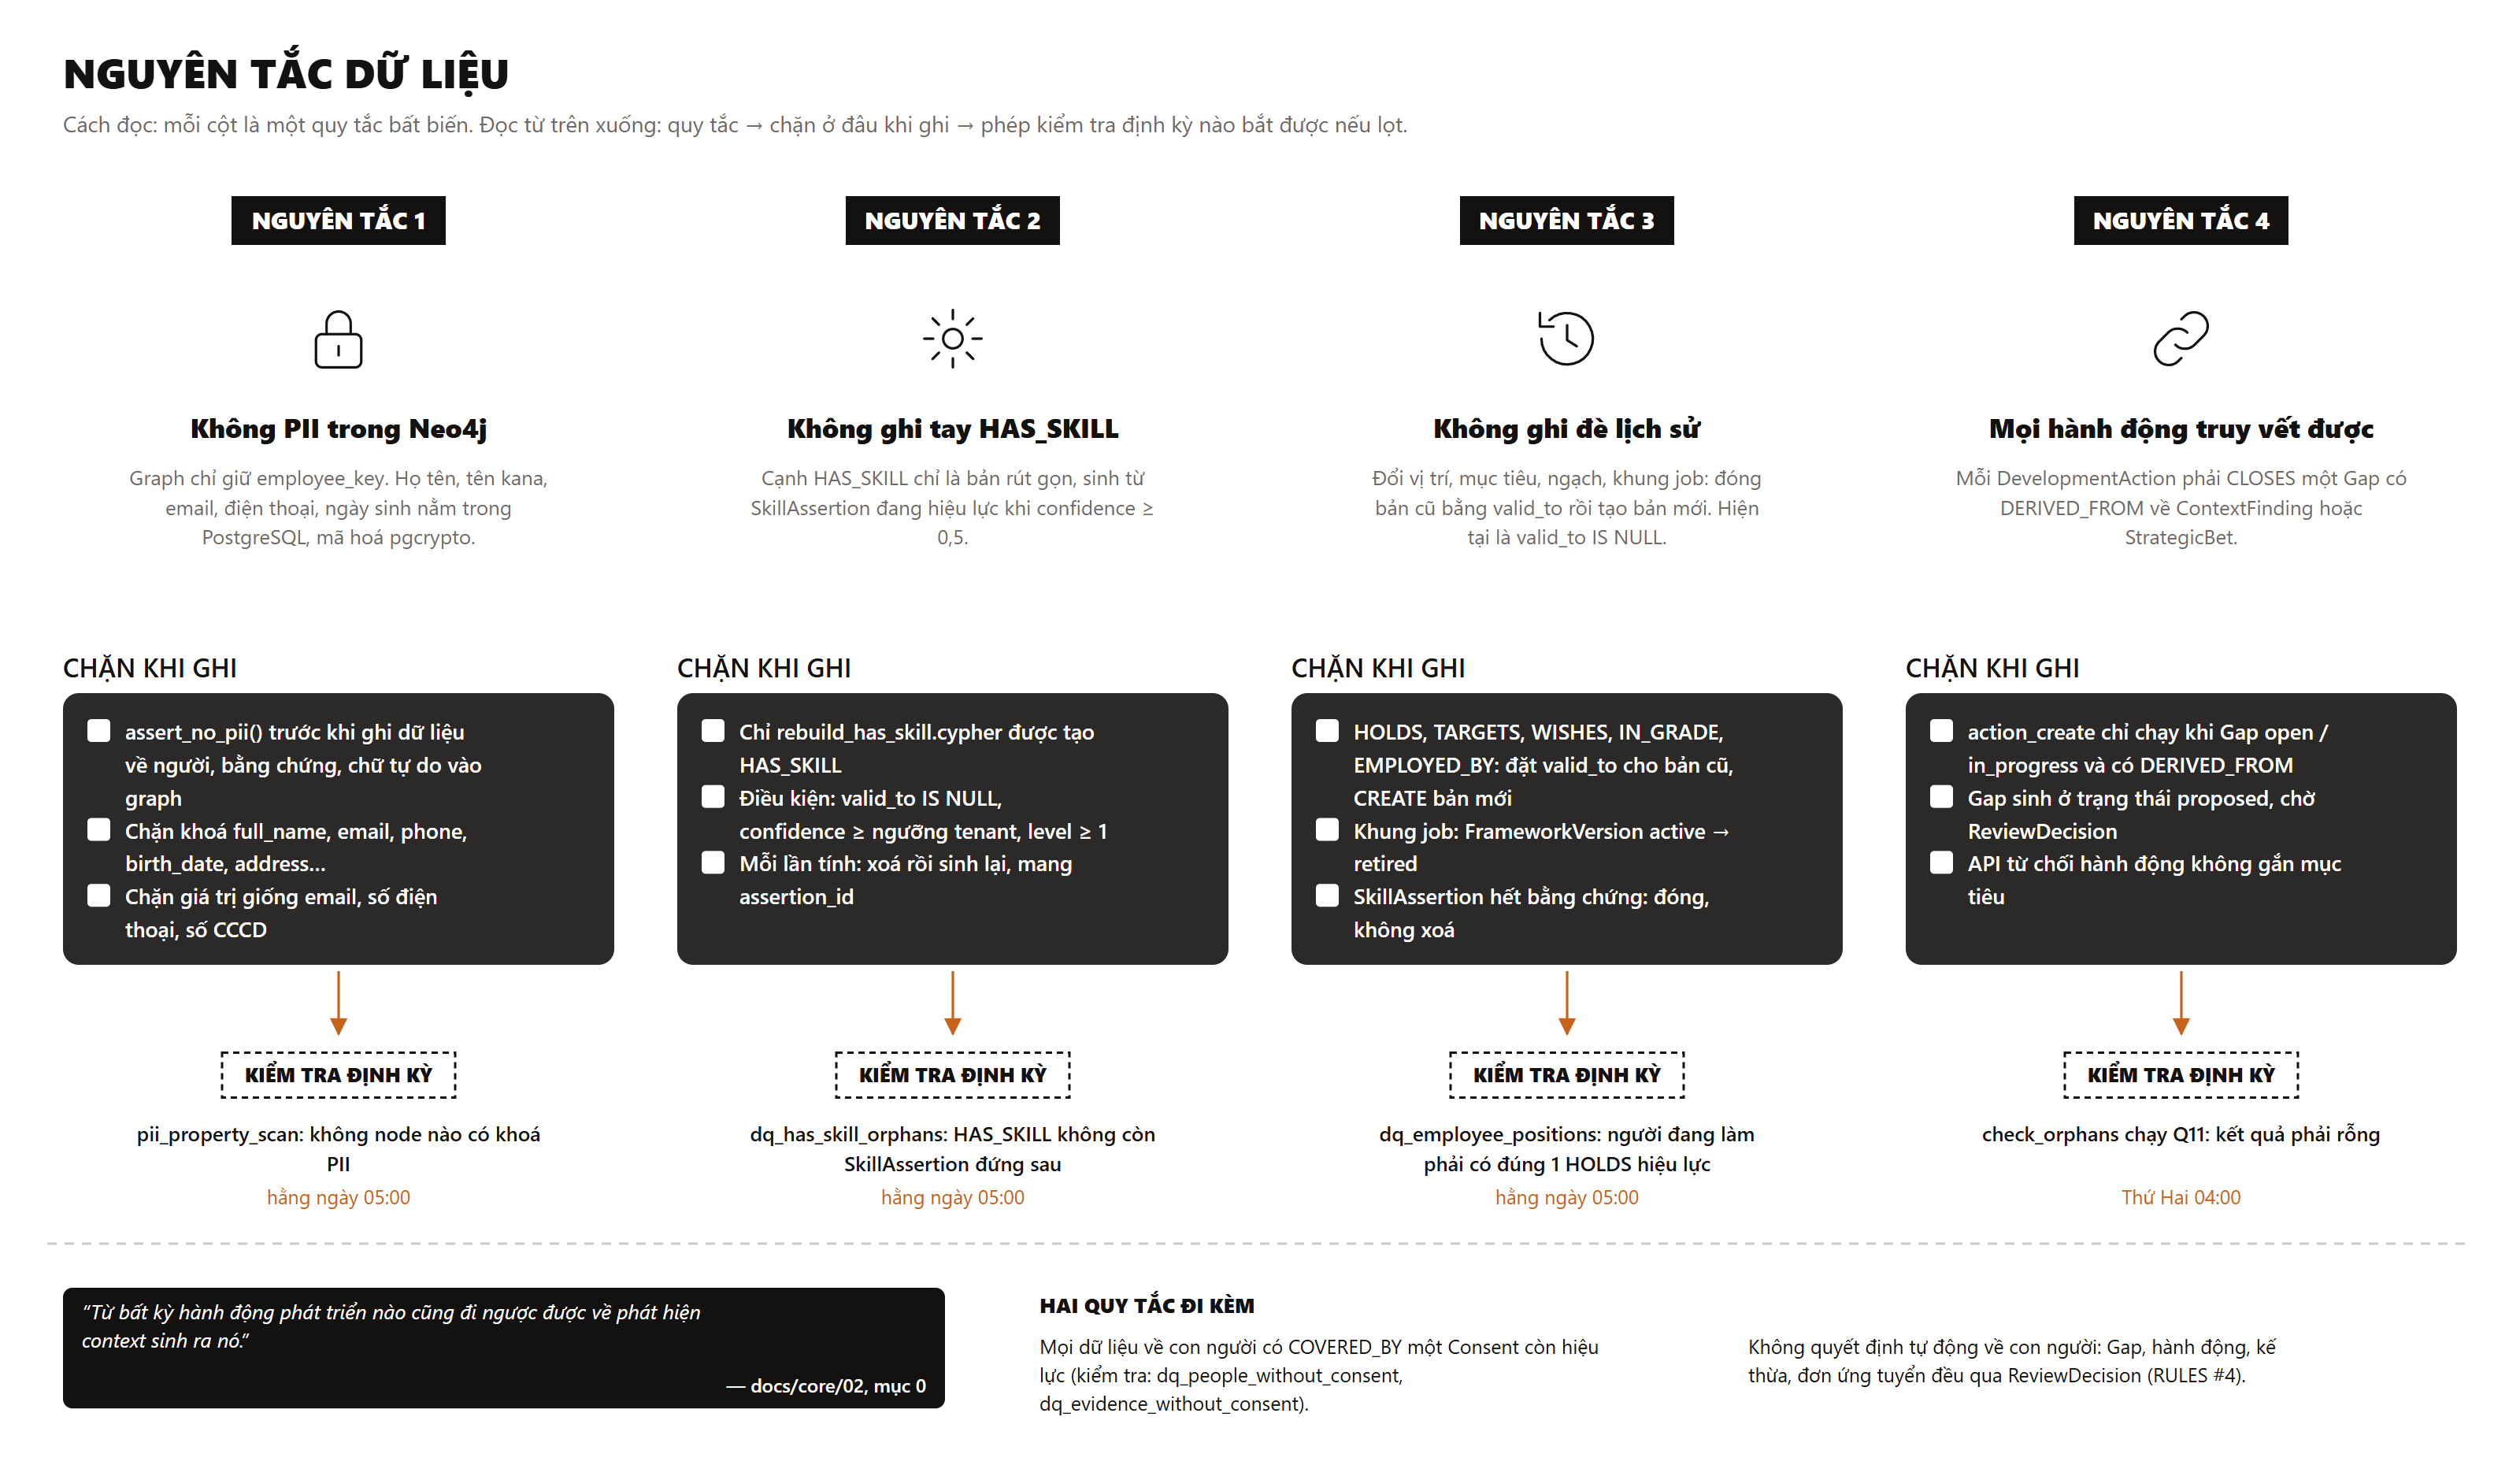 NGUYÊN TẮC DỮ LIỆU
Cách đọc: mỗi cột là một quy tắc bất biến. Đọc từ trên xuống: quy tắc → chặn ở đâu khi ghi → phép kiểm tra định kỳ nào bắt được nếu lọt.
NGUYÊN TẮC 1
Không PII trong Neo4j
Graph chỉ giữ employee_key. Họ tên, tên kana,
email, điện thoại, ngày sinh nằm trong
PostgreSQL, mã hoá pgcrypto.
CHẶN KHI GHI
assert_no_pii() trước khi ghi dữ liệu
về người, bằng chứng, chữ tự do vào
graph
Chặn khoá full_name, email, phone,
birth_date, address...
Chặn giá trị giống email, số điện
thoại, số CCCD
KIỂM TRA ĐỊNH KỲ
pii_property_scan: không node nào có khoá
PII
hằng ngày 05:00
NGUYÊN TẮC 2
Không ghi tay HAS_SKILL
Cạnh HAS_SKILL chỉ là bản rút gọn, sinh từ
SkillAssertion đang hiệu lực khi confidence ≥
0,5.
CHẶN KHI GHI
Chỉ rebuild_has_skill.cypher được tạo
HAS_SKILL
Điều kiện: valid_to IS NULL,
confidence ≥ ngưỡng tenant, level ≥ 1
Mỗi lần tính: xoá rồi sinh lại, mang
assertion_id
KIỂM TRA ĐỊNH KỲ
dq_has_skill_orphans: HAS_SKILL không còn
SkillAssertion đứng sau
hằng ngày 05:00
NGUYÊN TẮC 3
Không ghi đè lịch sử
Đổi vị trí, mục tiêu, ngạch, khung job: đóng
bản cũ bằng valid_to rồi tạo bản mới. Hiện
tại là valid_to IS NULL.
CHẶN KHI GHI
HOLDS, TARGETS, WISHES, IN_GRADE,
EMPLOYED_BY: đặt valid_to cho bản cũ,
CREATE bản mới
Khung job: FrameworkVersion active →
retired
SkillAssertion hết bằng chứng: đóng,
không xoá
KIỂM TRA ĐỊNH KỲ
dq_employee_positions: người đang làm
phải có đúng 1 HOLDS hiệu lực
hằng ngày 05:00
NGUYÊN TẮC 4
Mọi hành động truy vết được
Mỗi DevelopmentAction phải CLOSES một Gap có
DERIVED_FROM về ContextFinding hoặc
StrategicBet.
CHẶN KHI GHI
action_create chỉ chạy khi Gap open /
in_progress và có DERIVED_FROM
Gap sinh ở trạng thái proposed, chờ
ReviewDecision
API từ chối hành động không gắn mục
tiêu
KIỂM TRA ĐỊNH KỲ
check_orphans chạy Q11: kết quả phải rỗng
Thứ Hai 04:00
“Từ bất kỳ hành động phát triển nào cũng đi ngược được về phát hiện
context sinh ra nó.”
— docs/core/02, mục 0
HAI QUY TẮC ĐI KÈM
Mọi dữ liệu về con người có COVERED_BY một Consent còn hiệu
lực (kiểm tra: dq_people_without_consent,
dq_evidence_without_consent).
Không quyết định tự động về con người: Gap, hành động, kế
thừa, đơn ứng tuyển đều qua ReviewDecision (RULES #4).